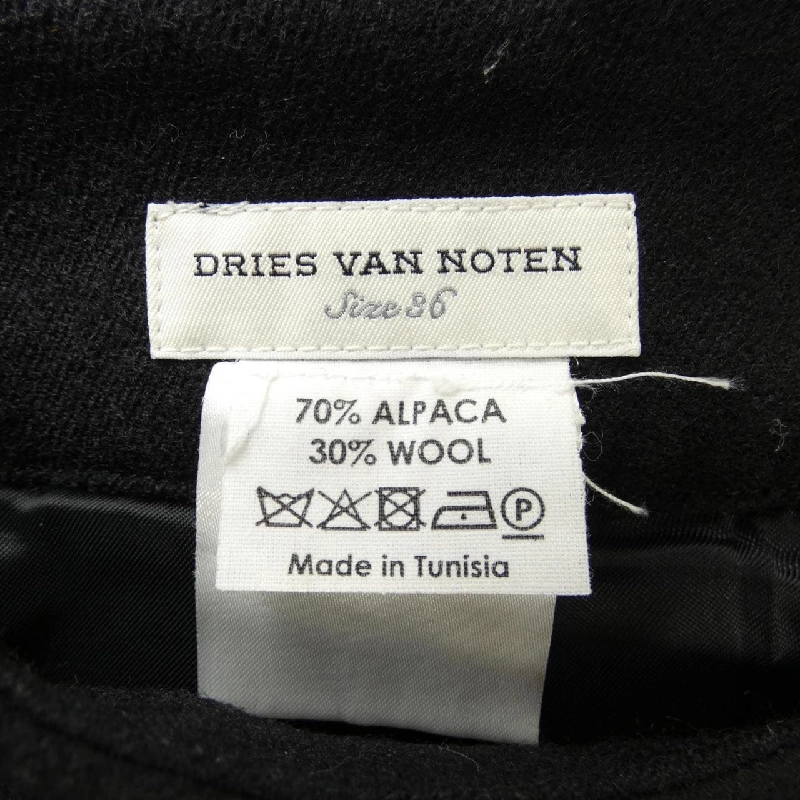 DRIES VAN NOTEN
Size 36
70% ALPACA
30% WOOL
P
Made in Tunisia